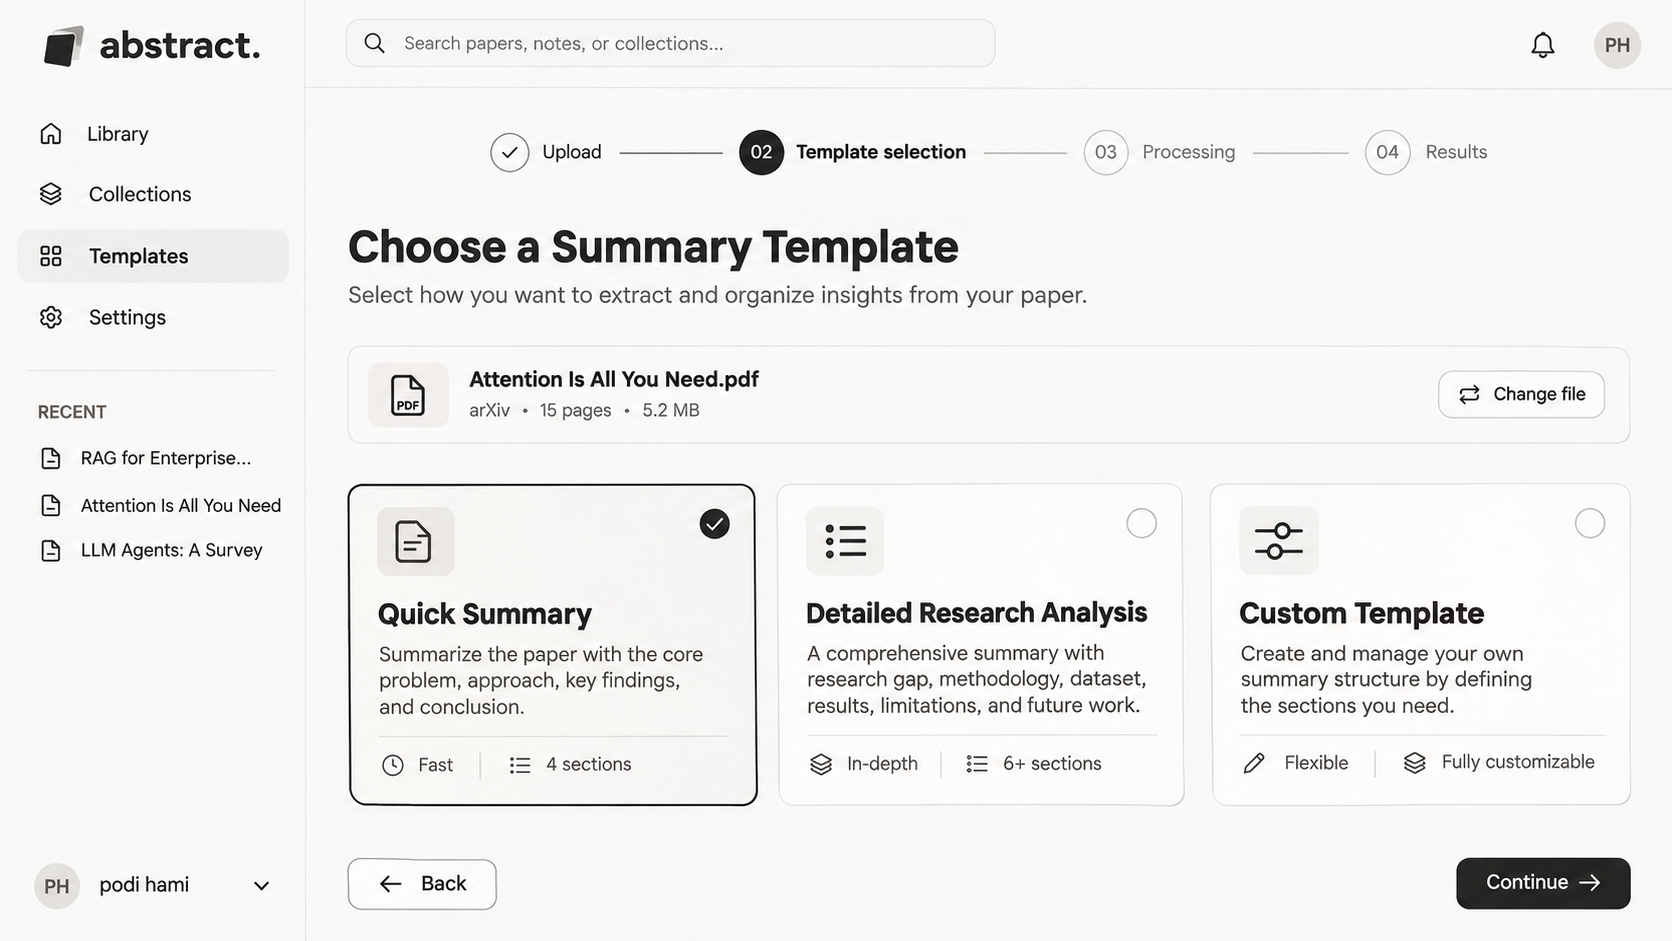 abstract.
Search papers, notes, or collections...
PH
Library
Collections
Templates
Settings
RECENT
RAG for Enterprise...
Attention Is All You Need
LLM Agents: A Survey
PH podi hami
Upload
02 Template selection
03 Processing
04 Results
Choose a Summary Template
Select how you want to extract and organize insights from your paper.
PDF
Attention Is All You Need.pdf
arXiv • 15 pages • 5.2 MB
Change file
Quick Summary
Summarize the paper with the core
problem, approach, key findings,
and conclusion.
Fast
4 sections
Detailed Research Analysis
A comprehensive summary with
research gap, methodology, dataset,
results, limitations, and future work.
In-depth
6+ sections
Custom Template
Create and manage your own
summary structure by defining
the sections you need.
Flexible
Fully customizable
Back
Continue